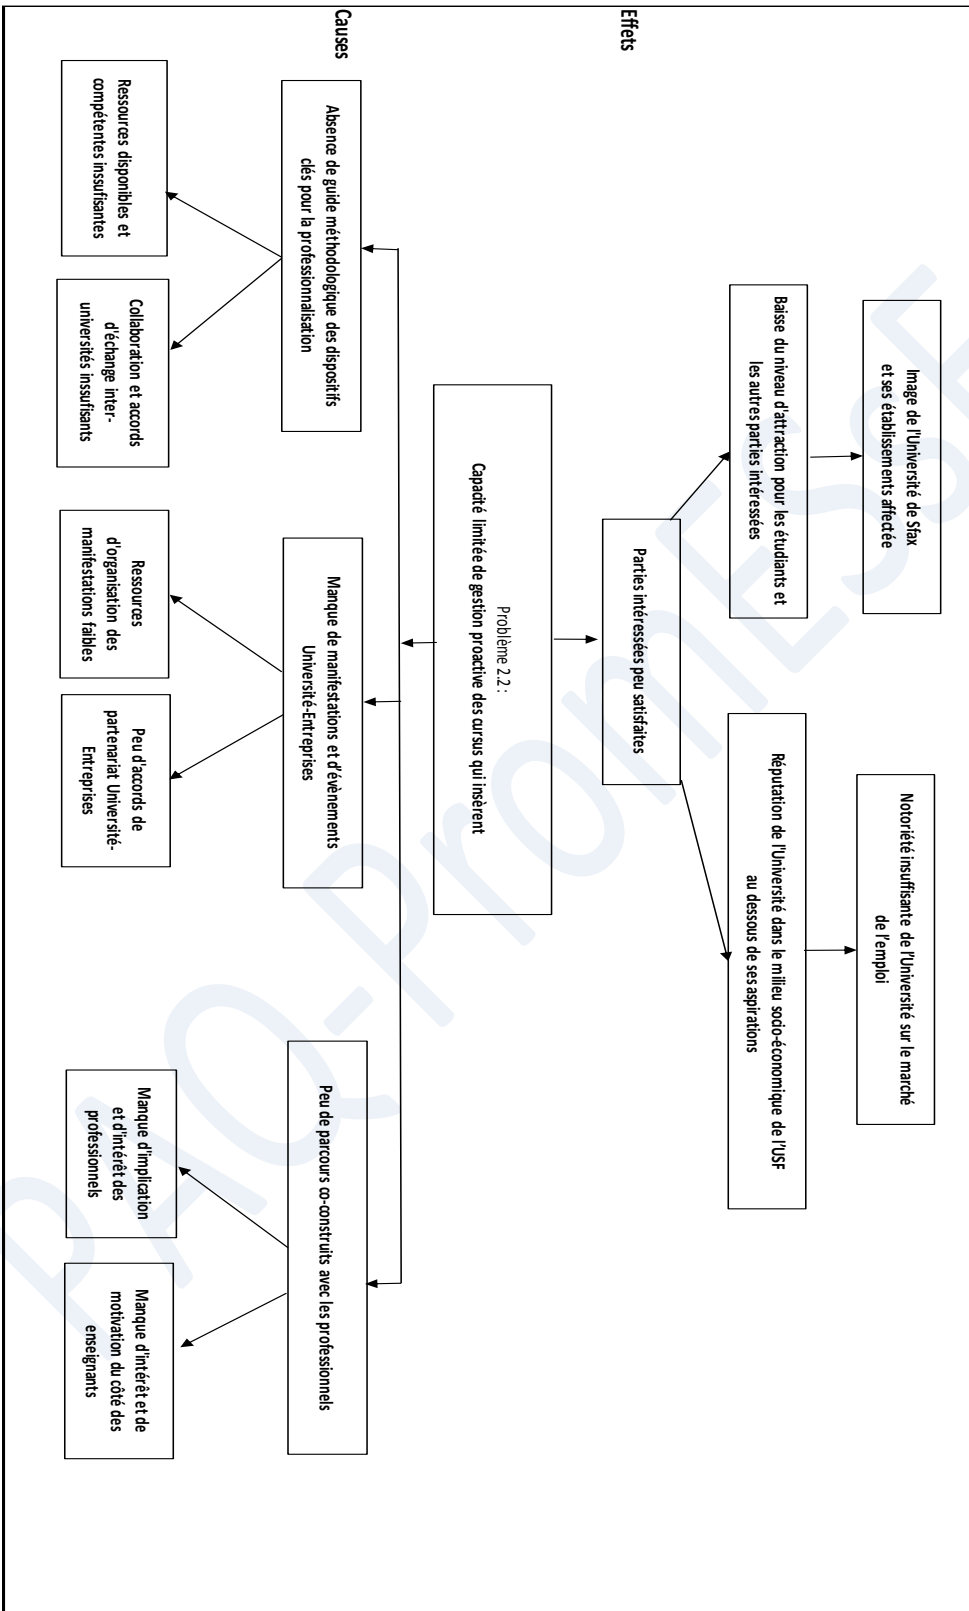 Image de l'Université de Sfax
et ses établissements affectée
Notoriété insuffisante de l'Université sur le marché
de l'emploi
Baisse du niveau d'attraction pour les étudiants et
les autres parties intéressées
Réputation de l'Université dans le milieu socio-économique de l'USF
au dessous de ses aspirations
Effets
Parties intéressées peu satisfaites
Problème 2.2 :
Capacité limitée de gestion proactive des cursus qui insèrent
Causes
Absence de guide méthodologique des dispositifs
clés pour la professionnalisation
Manque de manifestations et d'évènements
Université-Entreprises
Peu de parcours co-construits avec les professionnels
Ressources disponibles et
compétentes inssufisantes
Collaboration et accords
d'échange inter-
universités inssufisants
Ressources
d'organisation des
manifestations faibles
Peu d'accords de
partenariat Université-
Entreprises
Manque d'implication
et d'intérêt des
professionnels
Manque d'intérêt et de
motivation du côté des
enseignants
PAQ-PromESSE